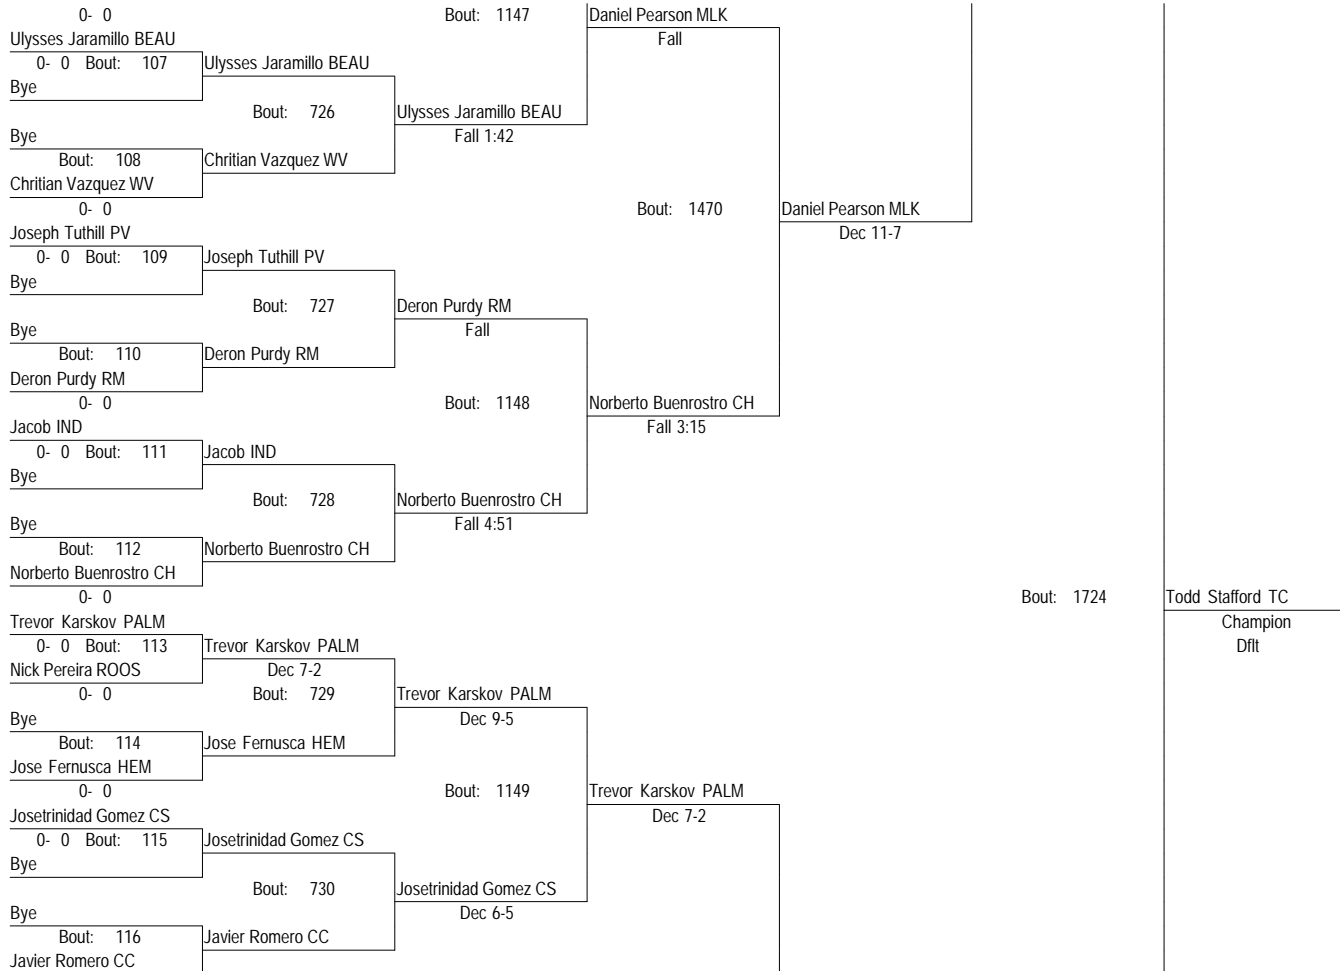 0- 0 Bout: 1147 Daniel Pearson MLK
Ulysses Jaramillo BEAU Fall
0- 0 Bout: 107 Ulysses Jaramillo BEAU
Bye
Bout: 726 Ulysses Jaramillo BEAU
Bye Fall 1:42
Bout: 108 Chritian Vazquez WV
Chritian Vazquez WV
0- 0 Bout: 1470 Daniel Pearson MLK
Joseph Tuthill PV Dec 11-7
0- 0 Bout: 109 Joseph Tuthill PV
Bye
Bout: 727 Deron Purdy RM
Bye Fall
Bout: 110 Deron Purdy RM
Deron Purdy RM
0- 0 Bout: 1148 Norberto Buenrostro CH
Jacob IND Fall 3:15
0- 0 Bout: 111 Jacob IND
Bye
Bout: 728 Norberto Buenrostro CH
Bye Fall 4:51
Bout: 112 Norberto Buenrostro CH
Norberto Buenrostro CH
0- 0 Bout: 1724 Todd Stafford TC
Trevor Karskov PALM Champion
0- 0 Bout: 113 Trevor Karskov PALM Dflt
Nick Pereira ROOS Dec 7-2
0- 0 Bout: 729 Trevor Karskov PALM
Bye Dec 9-5
Bout: 114 Jose Fernusca HEM
Jose Fernusca HEM
0- 0 Bout: 1149 Trevor Karskov PALM
Josetrinidad Gomez CS Dec 7-2
0- 0 Bout: 115 Josetrinidad Gomez CS
Bye
Bout: 730 Josetrinidad Gomez CS
Bye Dec 6-5
Bout: 116 Javier Romero CC
Javier Romero CC